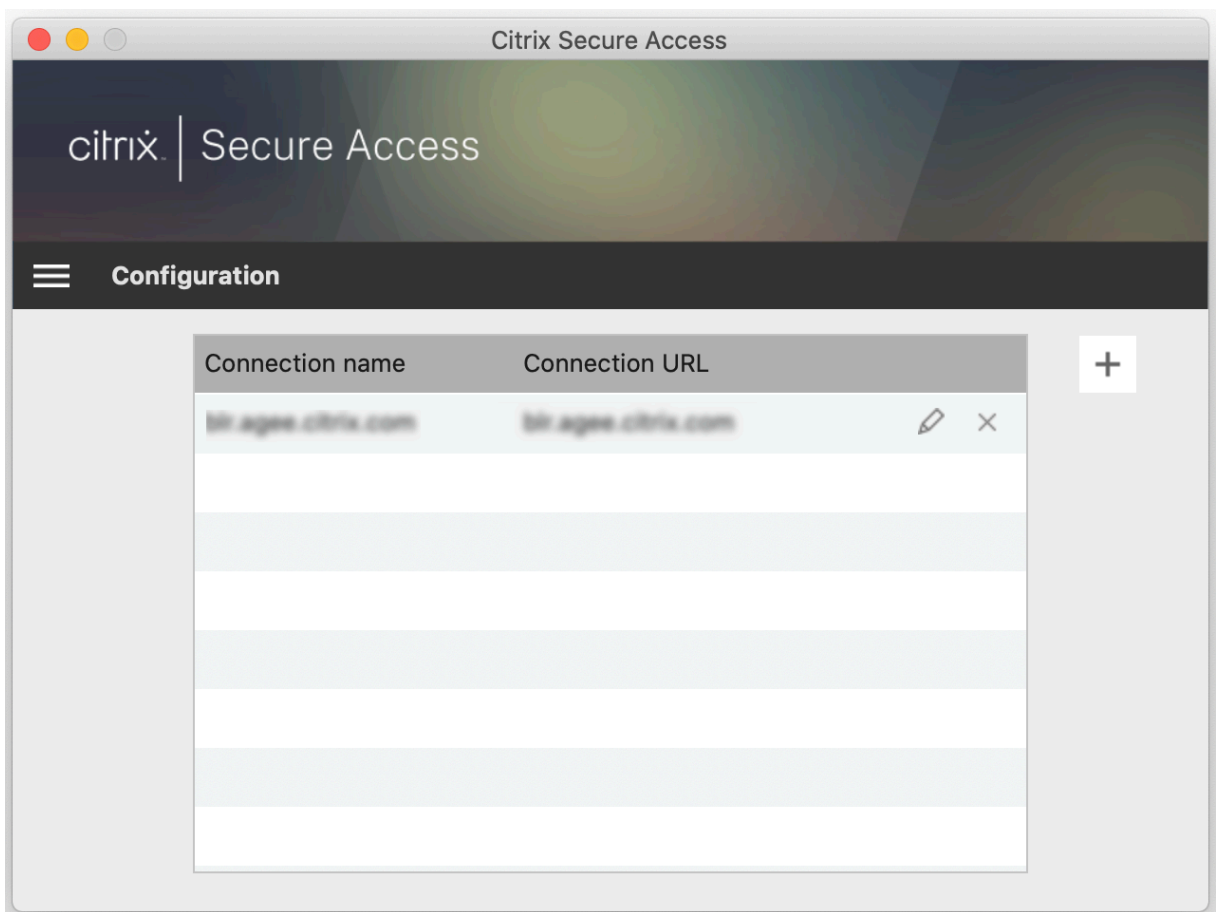 Citrix Secure Access
citrix. | Secure Access
Configuration
Connection name Connection URL